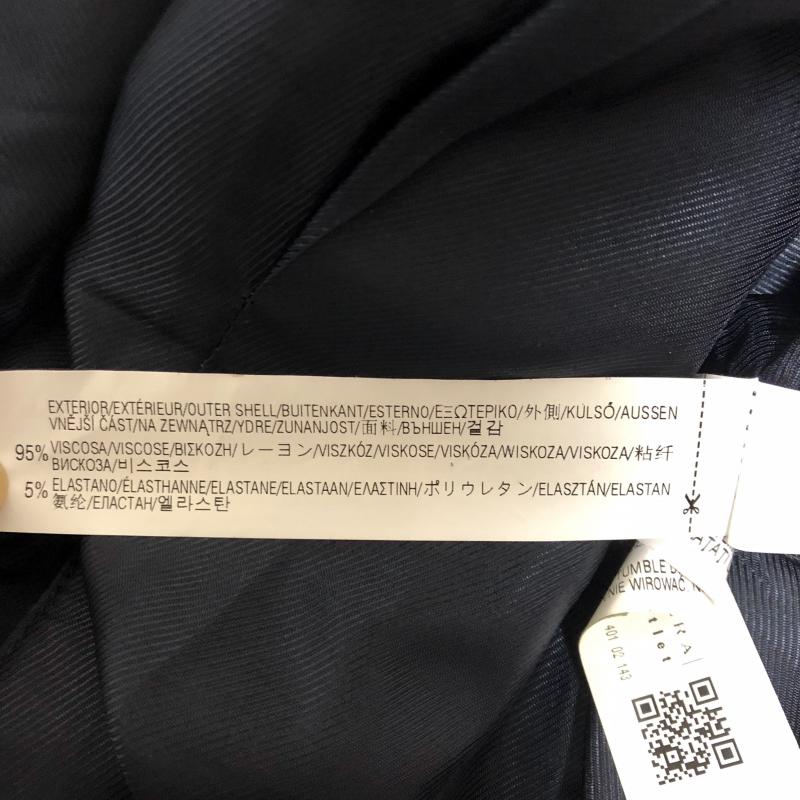 EXTERIOR/EXTÉRIEUR/OUTER SHELL/BUITENKANT/ESTERNO/ΕΞΩΤΕΡΙΚΟ/外側/KÜLSŐ/AUSSEN
VNĚJŠÍ ČÁST/NA ZEWNĄTRZ/YDRE/ZUNANJOST/面料/ВЪНШЕН/겉감
95% VISCOSA/VISCOSE/ΒΙΣΚΟΖΗ/レーヨン/VISZKÓZ/VISKOSE/VISKÓZA/WISKOZA/VISKOZA/粘纤
ВИСКОЗА/비스코스
5% ELASTANO/ÉLASTHANNE/ELASTANE/ELASTAAN/ΕΛΑΣΤΙΝΗ/ポリウレタン/ELASZTÁN/ELASTAN
氨纶/ЕЛАСТАН/엘라스탄
TUMBLE
NIE WIROWAĆ
401 02 143